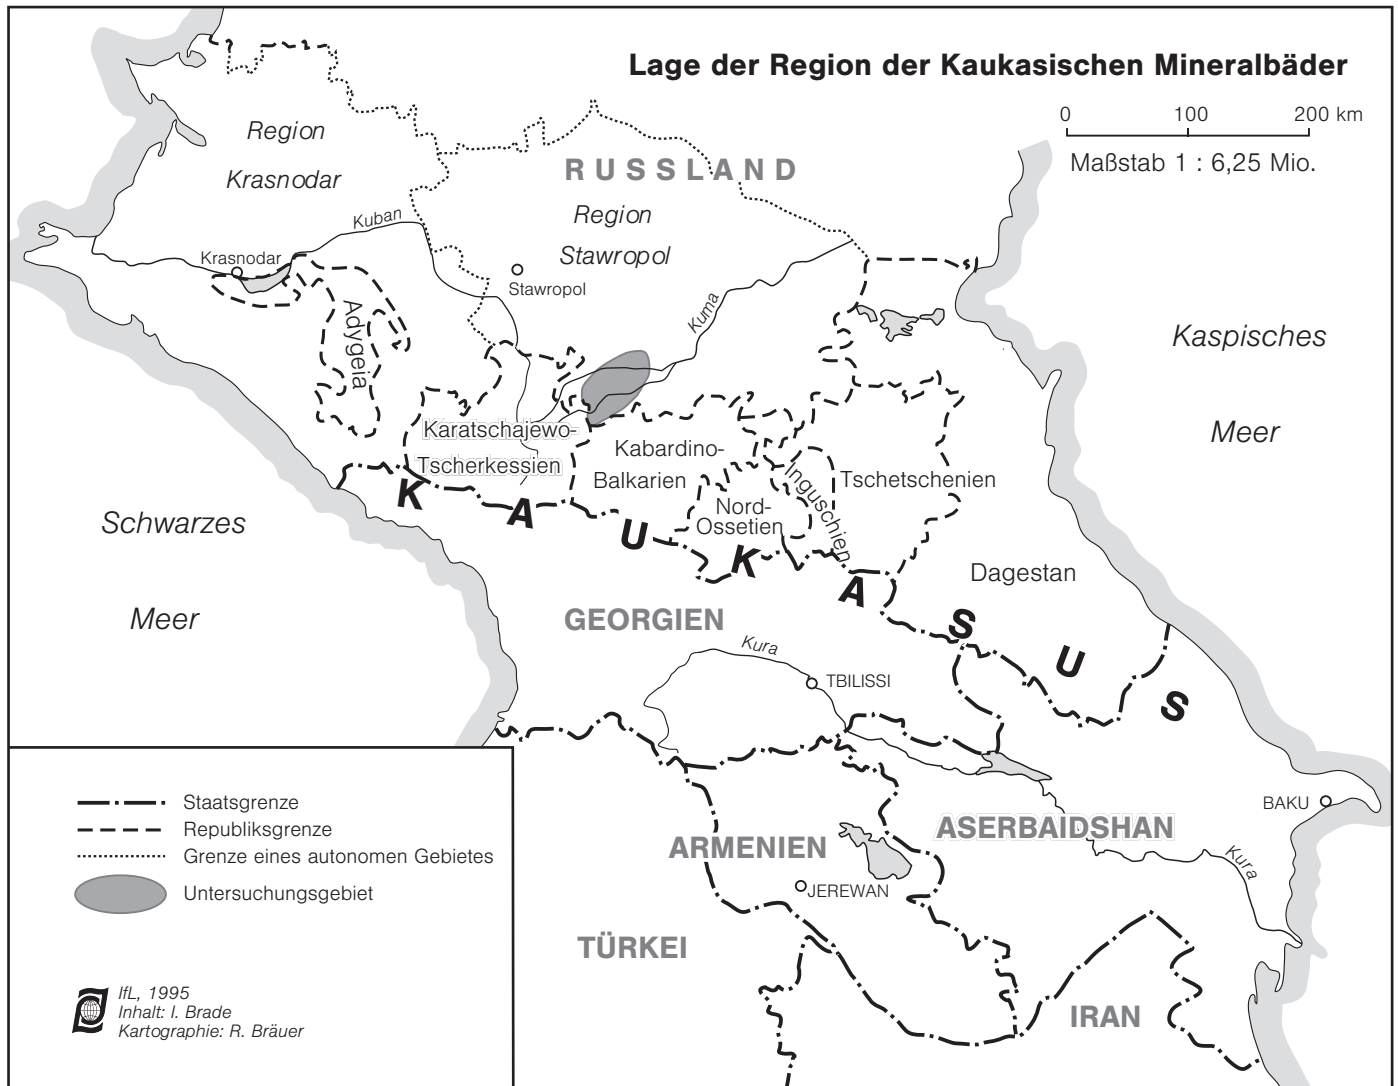 Lage der Region der Kaukasischen Mineralbäder
0 100 200 km
Maßstab 1 : 6,25 Mio.
RUSSLAND
Region
Krasnodar
Region
Stawropol
Kuban
Krasnodar
Stawropol
Kuma
Adygeia
Kaspisches
Meer
Karatschajewo-
Tscherkessien
Kabardino-
Balkarien
Nord-
Ossetien
Inguschien
Tschetschenien
Dagestan
KAUKASUS
Schwarzes
Meer
GEORGIEN
Kura
TBILISSI
ARMENIEN
JEREWAN
ASERBAIDSHAN
BAKU
Kura
TÜRKEI
IRAN
Staatsgrenze
Republiksgrenze
Grenze eines autonomen Gebietes
Untersuchungsgebiet
IfL, 1995
Inhalt: I. Brade
Kartographie: R. Bräuer